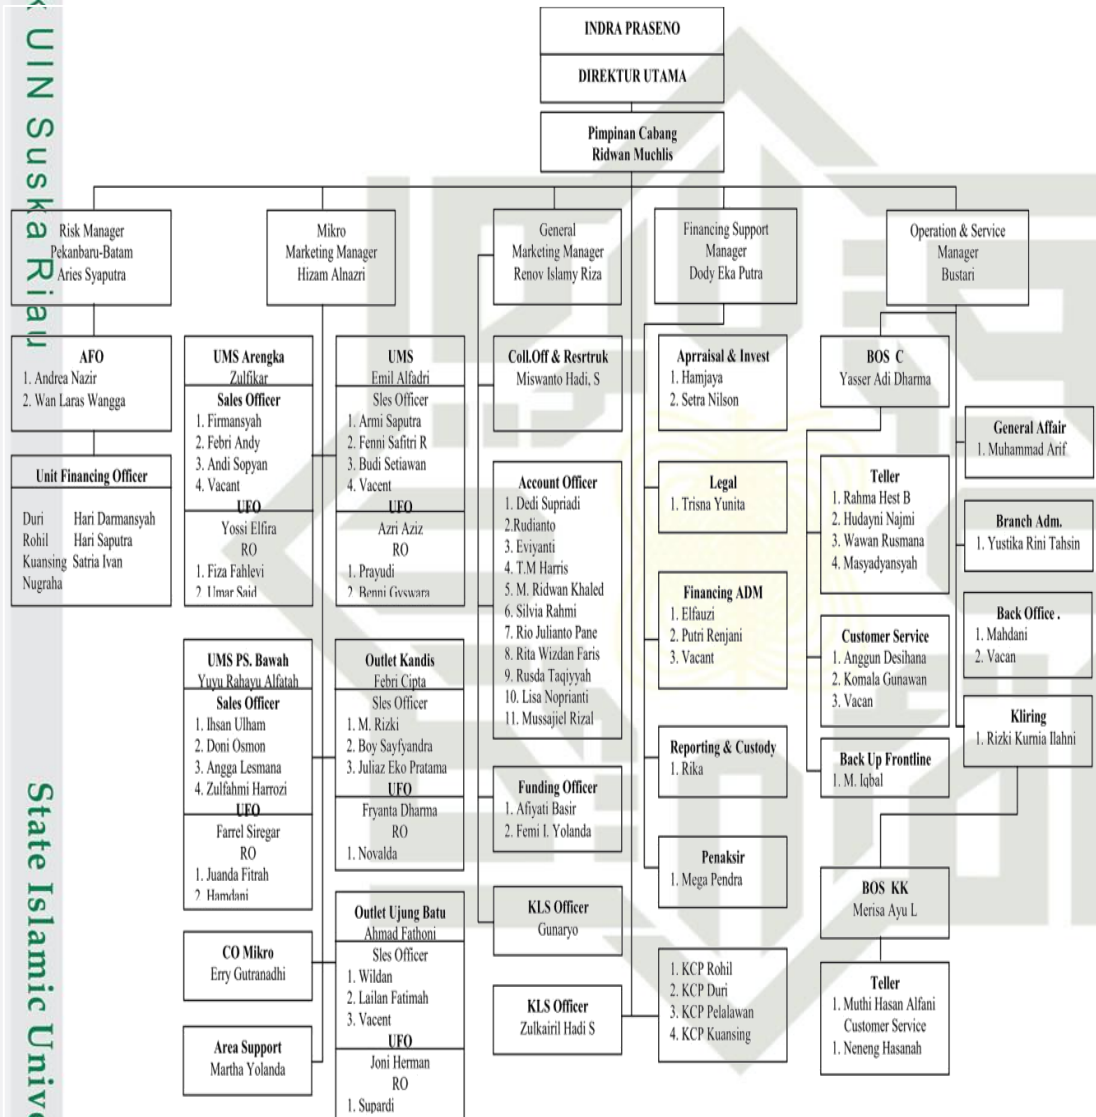 k UIN Suska Riau
State Islamic Unive
INDRA PRASENO
DIREKTUR UTAMA
Pimpinan Cabang
Ridwan Muchlis
Risk Manager
Pekanbaru-Batam
Aries Syaputra
Mikro
Marketing Manager
Hizam Alnazri
General
Marketing Manager
Renov Islamy Riza
Financing Support
Manager
Dody Eka Putra
Operation & Service
Manager
Bustari
AFO
1. Andrea Nazir
2. Wan Laras Wangga
Unit Financing Officer
Duri Hari Darmansyah
Rohil Hari Saputra
Kuansing Satria Ivan
Nugraha
UMS Arengka
Zulfikar
Sales Officer
1. Firmansyah
2. Febri Andy
3. Andi Sopyan
4. Vacant
UFO
Yossi Elfira
RO
1. Fiza Fahlevi
2. Umar Said
UMS
Emil Alfadri
Sles Officer
1. Armi Saputra
2. Fenni Safitri R
3. Budi Setiawan
4. Vacent
UFO
Azri Aziz
RO
1. Prayudi
2. Benni Gyswara
UMS PS. Bawah
Yuyu Rahayu Alfatah
Sales Officer
1. Ihsan Ulham
2. Doni Osmon
3. Angga Lesmana
4. Zulfahmi Harrozi
UFO
Farrel Siregar
RO
1. Juanda Fitrah
2. Hamdani
Outlet Kandis
Febri Cipta
Sles Officer
1. M. Rizki
2. Boy Sayfyandra
3. Juliaz Eko Pratama
UFO
Fryanta Dharma
RO
1. Novalda
CO Mikro
Erry Gutranadhi
Area Support
Martha Yolanda
Outlet Ujung Batu
Ahmad Fathoni
Sles Officer
1. Wildan
2. Lailan Fatimah
3. Vacent
UFO
Joni Herman
RO
1. Supardi
Coll.Off & Resrtruk
Miswanto Hadi, S
Account Officer
1. Dedi Supriadi
2.Rudianto
3. Eviyanti
4. T.M Harris
5. M. Ridwan Khaled
6. Silvia Rahmi
7. Rio Julianto Pane
8. Rita Wizdan Faris
9. Rusda Taqiyyah
10. Lisa Noprianti
11. Mussajiel Rizal
Funding Officer
1. Afiyati Basir
2. Femi I. Yolanda
KLS Officer
Gunaryo
KLS Officer
Zulkairil Hadi S
Aprraisal & Invest
1. Hamjaya
2. Setra Nilson
Legal
1. Trisna Yunita
Financing ADM
1. Elfauzi
2. Putri Renjani
3. Vacant
Reporting & Custody
1. Rika
Penaksir
1. Mega Pendra
1. KCP Rohil
2. KCP Duri
3. KCP Pelalawan
4. KCP Kuansing
BOS C
Yasser Adi Dharma
Teller
1. Rahma Hest B
2. Hudayni Najmi
3. Wawan Rusmana
4. Masyadyansyah
Customer Service
1. Anggun Desihana
2. Komala Gunawan
3. Vacan
Back Up Frontline
1. M. Iqbal
General Affair
1. Muhammad Arif
Branch Adm.
1. Yustika Rini Tahsin
Back Office .
1. Mahdani
2. Vacan
Kliring
1. Rizki Kurnia Ilahni
BOS KK
Merisa Ayu L
Teller
1. Muthi Hasan Alfani
Customer Service
1. Neneng Hasanah